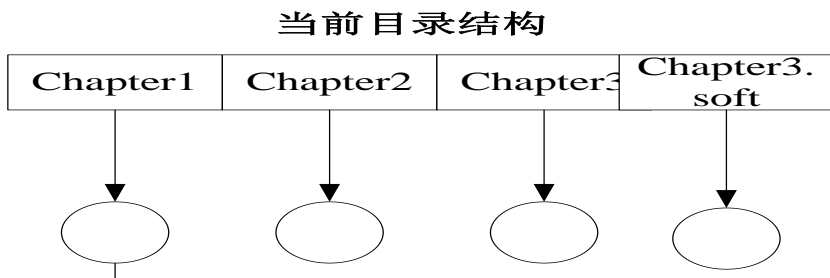 当前目录结构
Chapter1
Chapter2
Chapter3
Chapter3.
soft